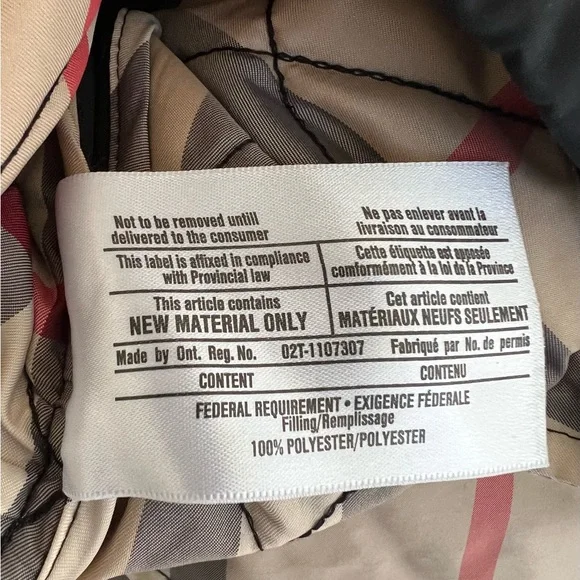 Not to be removed untill
delivered to the consumer
Ne pas enlever avant la
livraison au consommateur
This label is affixed in compliance
with Provincial law
Cette étiquette est apposée
comformément à la loi de la Province
This article contains
NEW MATERIAL ONLY
Cet article contient
MATÉRIAUX NEUFS SEULEMENT
Made by Ont. Reg. No. 02T-1107307 Fabriqué par No. de permis
CONTENT CONTENU
FEDERAL REQUIREMENT • EXIGENCE FÉDERALE
Filling/Remplissage
100% POLYESTER/POLYESTER